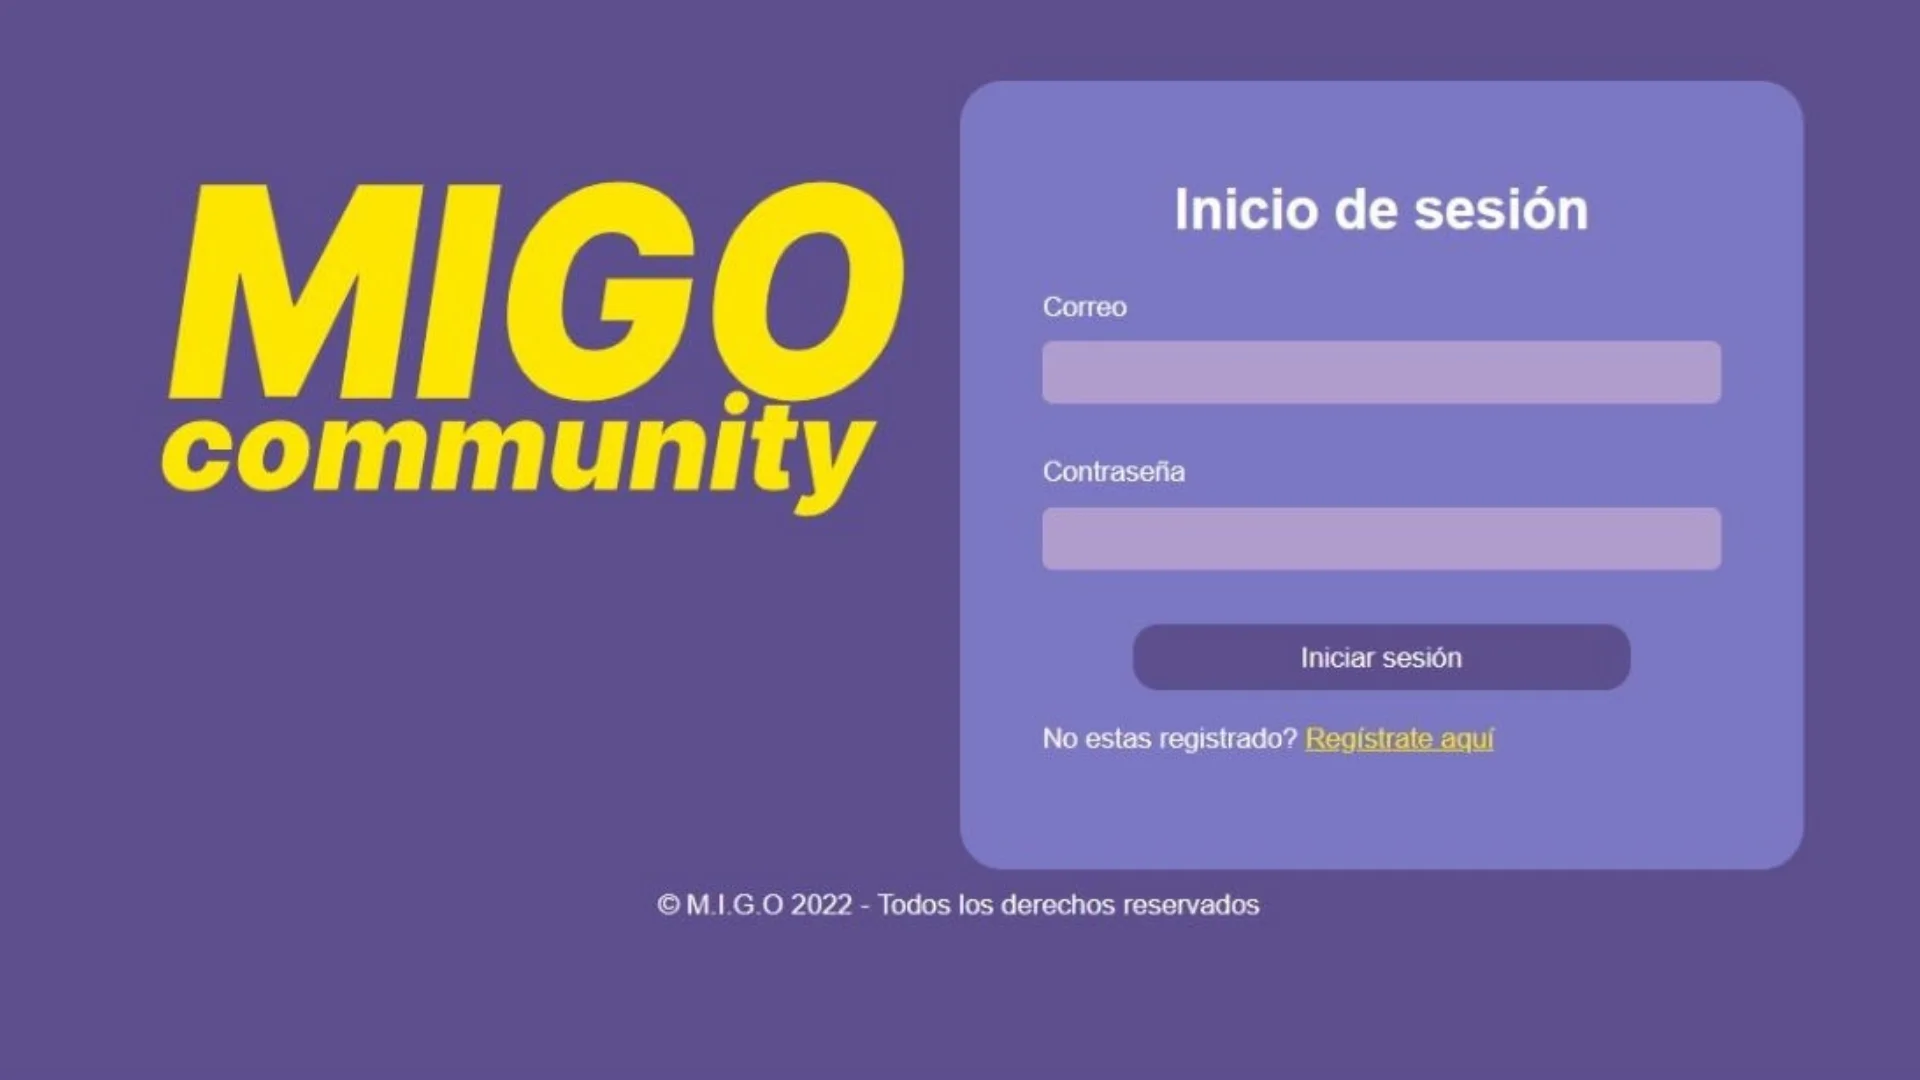 MIGO
community
Inicio de sesión
Correo
Contraseña
Iniciar sesión
No estas registrado? Regístrate aquí
© M.I.G.O 2022 - Todos los derechos reservados